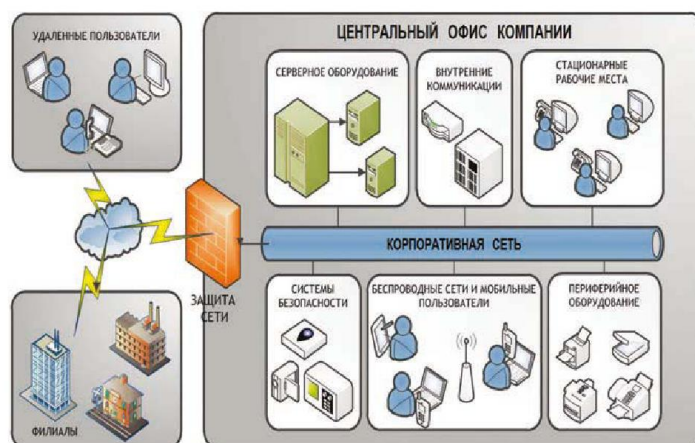 УДАЛЕННЫЕ ПОЛЬЗОВАТЕЛИ
ЦЕНТРАЛЬНЫЙ ОФИС КОМПАНИИ
СЕРВЕРНОЕ ОБОРУДОВАНИЕ
ВНУТРЕННИЕ
КОММУНИКАЦИИ
СТАЦИОНАРНЫЕ
РАБОЧИЕ МЕСТА
КОРПОРАТИВНАЯ СЕТЬ
ЗАЩИТА
СЕТИ
СИСТЕМЫ
БЕЗОПАСНОСТИ
БЕСПРОВОДНЫЕ СЕТИ И МОБИЛЬНЫЕ
ПОЛЬЗОВАТЕЛИ
ПЕРИФЕРИЙНОЕ
ОБОРУДОВАНИЕ
ФИЛИАЛЫ